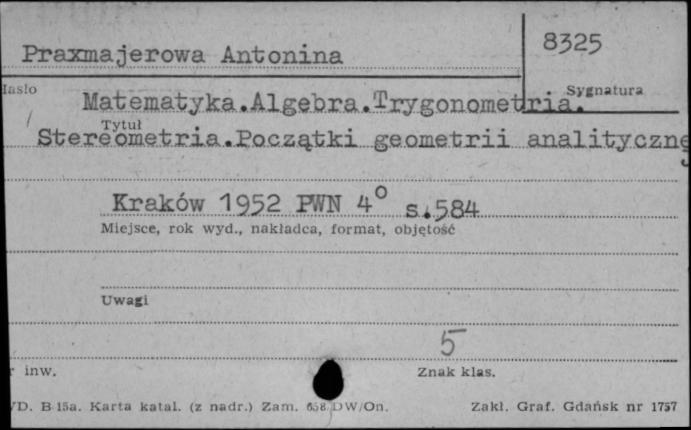 8325
Praxmajerowa Antonina
Hasło
Sygnatura
Matematyka.Algebra.Trygonometria.
Tytuł
Stereometria.Początki geometrii analityczne
Kraków 1952 PWN 4° s.584
Miejsce, rok wyd., nakładca, format, objętość
Uwagi
5
r inw.
Znak klas.
/D. B-15a. Karta katal. (z nadr.) Zam. 658/DW/On.
Zakł. Graf. Gdańsk nr 1757